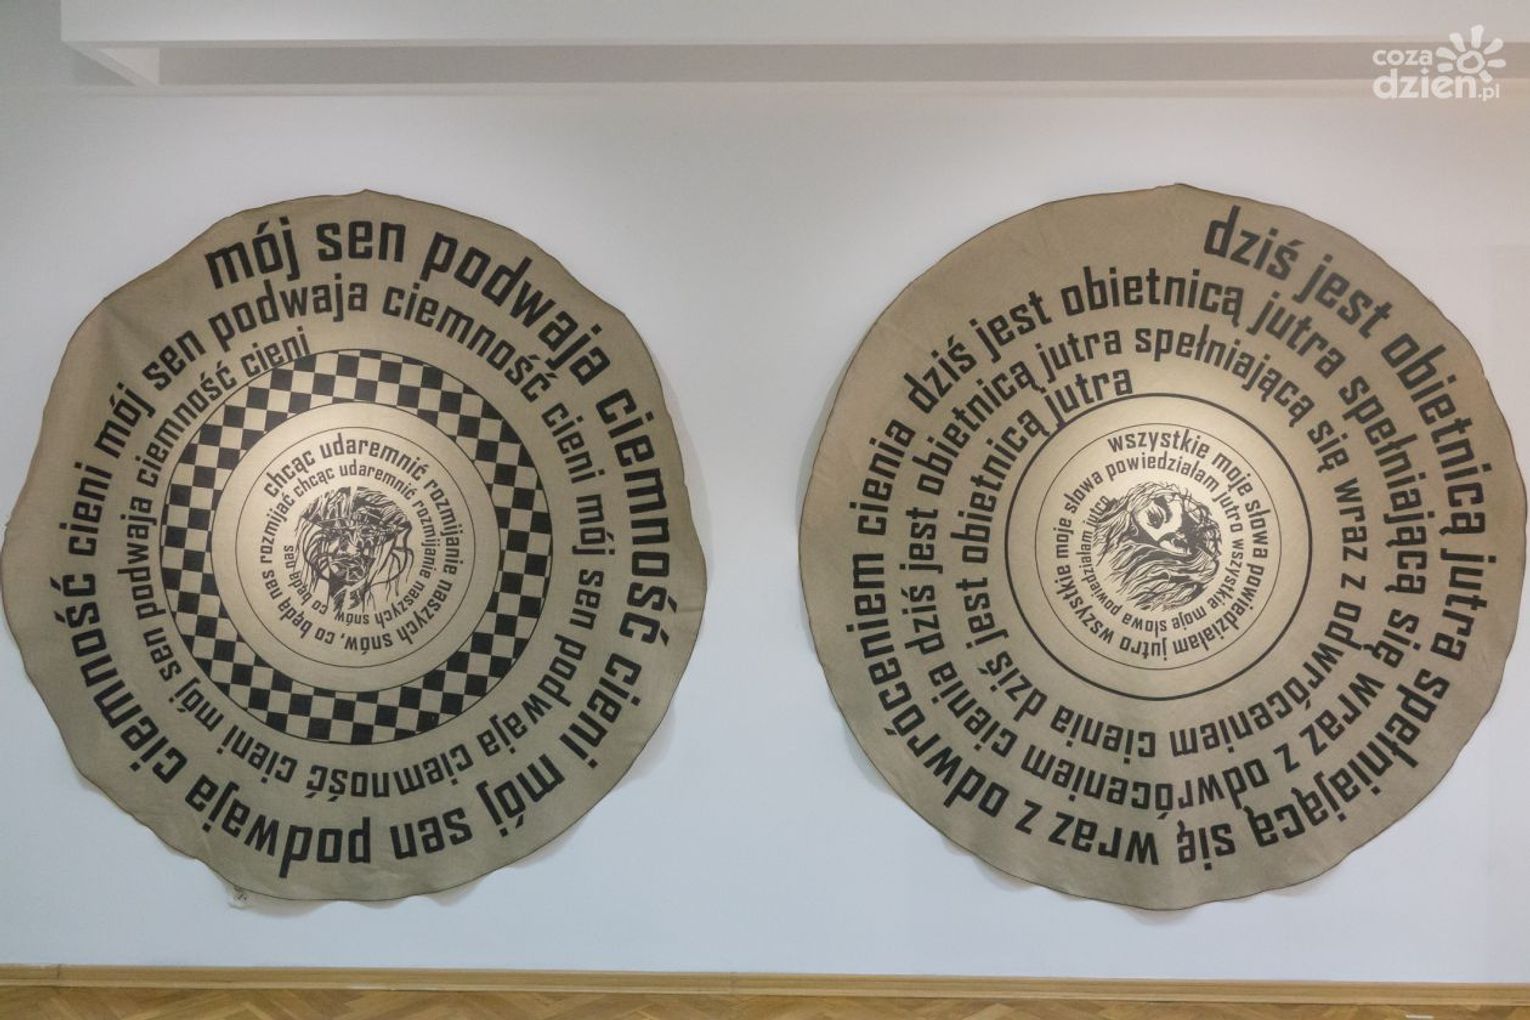 coza
dzien.pl
mój sen podwaja ciemność cieni mój sen podwaja ciemność cieni mój sen podwaja ciemność cieni mój sen podwaja ciemność cieni mój sen podwaja ciemność cieni
chcąc udaremnić rozmijanie naszych snów, co będą nas rozmijać chcąc udaremnić rozmijanie naszych snów co będą nas
dziś jest obietnicą jutra spełniającą się wraz z odwróceniem cienia dziś jest obietnicą jutra spełniającą się wraz z odwróceniem cienia dziś jest obietnicą jutra spełniającą się wraz z odwróceniem cienia dziś jest obietnicą jutra
wszystkie moje słowa powiedziałam jutro wszystkie moje słowa powiedziałam jutro wszystkie moje słowa powiedziałam jutro